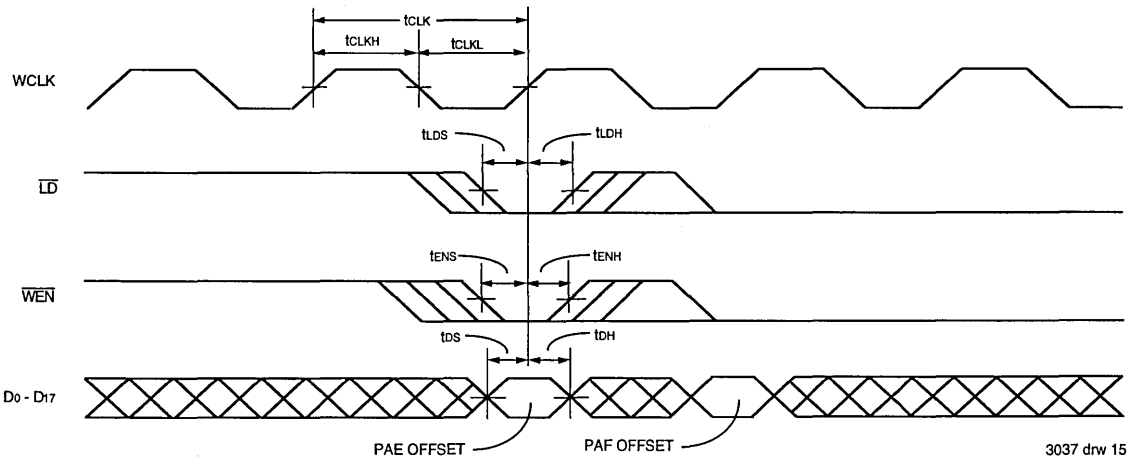 tCLK
tCLKH
tCLKL
WCLK
tLDS
tLDH
LD
tENS
tENH
WEN
tDS
tDH
D0 - D17
PAE OFFSET
PAF OFFSET
3037 drw 15